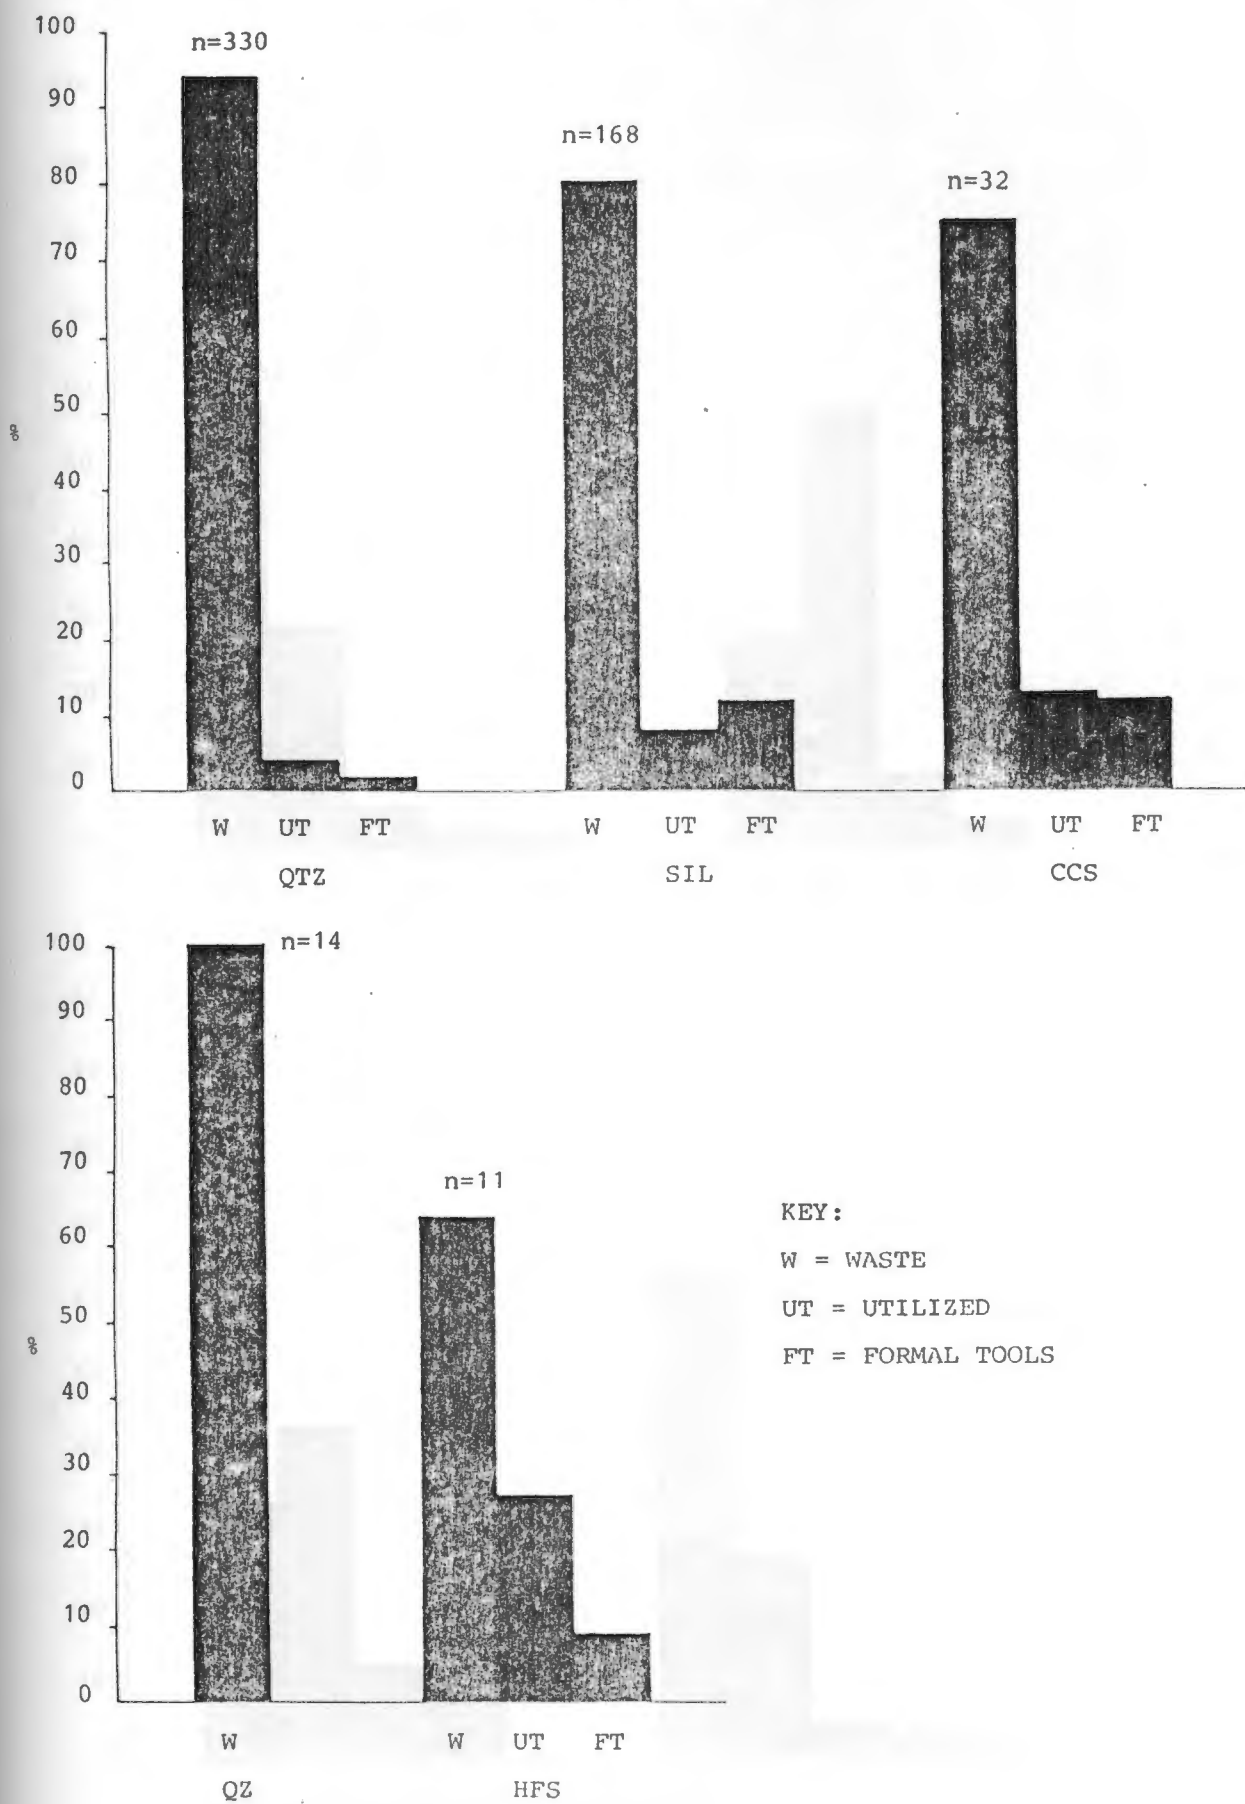 100
n=330
90
n=168
80
n=32
70
60
50
%
40
30
20
10
0
W UT FT W UT FT W UT FT
QTZ SIL CCS
100
n=14
90
80
70
n=11
60
50
%
40
30
20
10
0
KEY:
W = WASTE
UT = UTILIZED
FT = FORMAL TOOLS
W W UT FT
QZ HFS